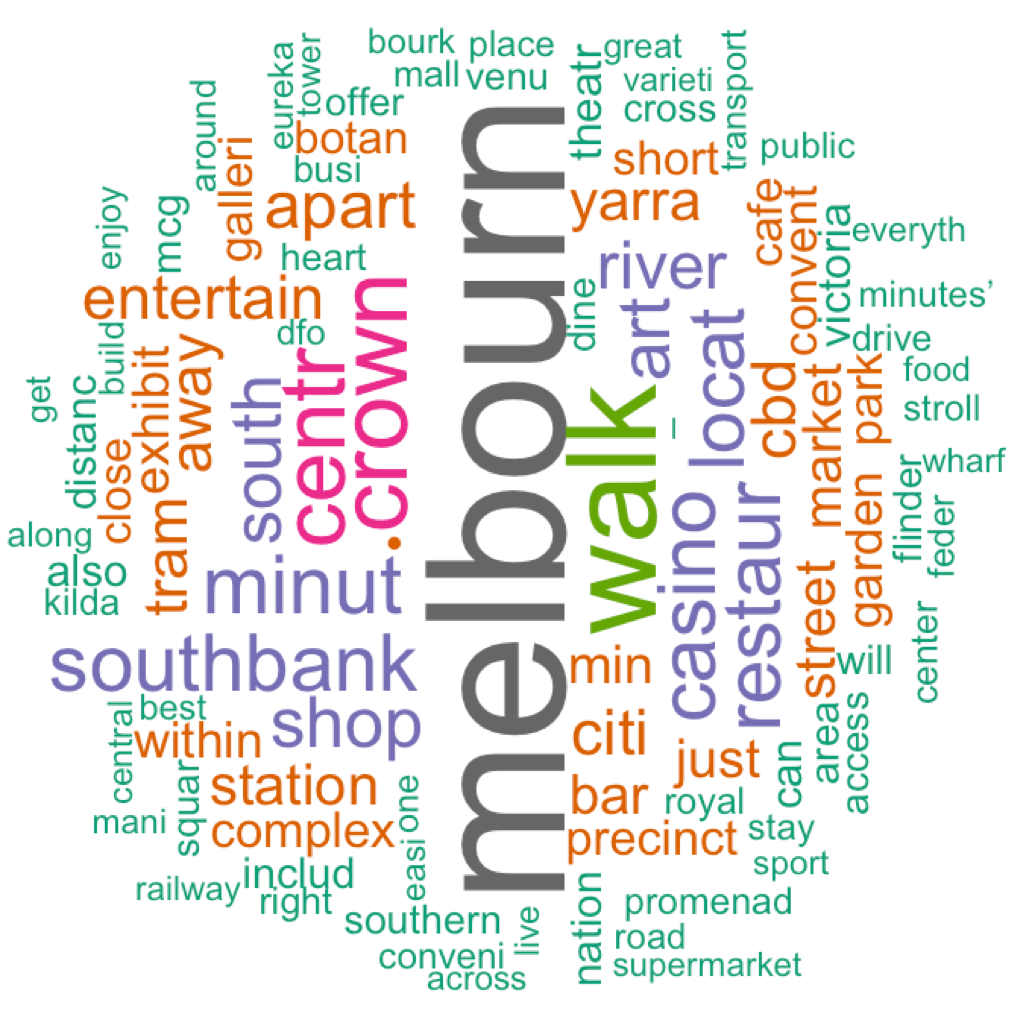 bourk
place
great
eureka
tower
mall
venu
theatr
varieti
transport
offer
cross
around
botan
short
public
galleri
busi
enjoy
mcg
apart
yarra
cafe
convent
victoria
everyth
heart
river
entertain
crown
melbourn
dine
art
minutes’
build
dfo
locat
drive
get
distanc
exhibit
away
south
centr
walk
cbd
market
park
food
stroll
close
wharf
along
tram
.
casino
restaur
garden
flinder
feder
also
minut
kilda
street
southbank
min
will
center
central
best
shop
within
citi
just
can
area
access
station
bar
royal
mani
squar
complex
one
precinct
stay
easi
sport
railway
includ
right
nation
promenad
southern
live
road
conveni
supermarket
across